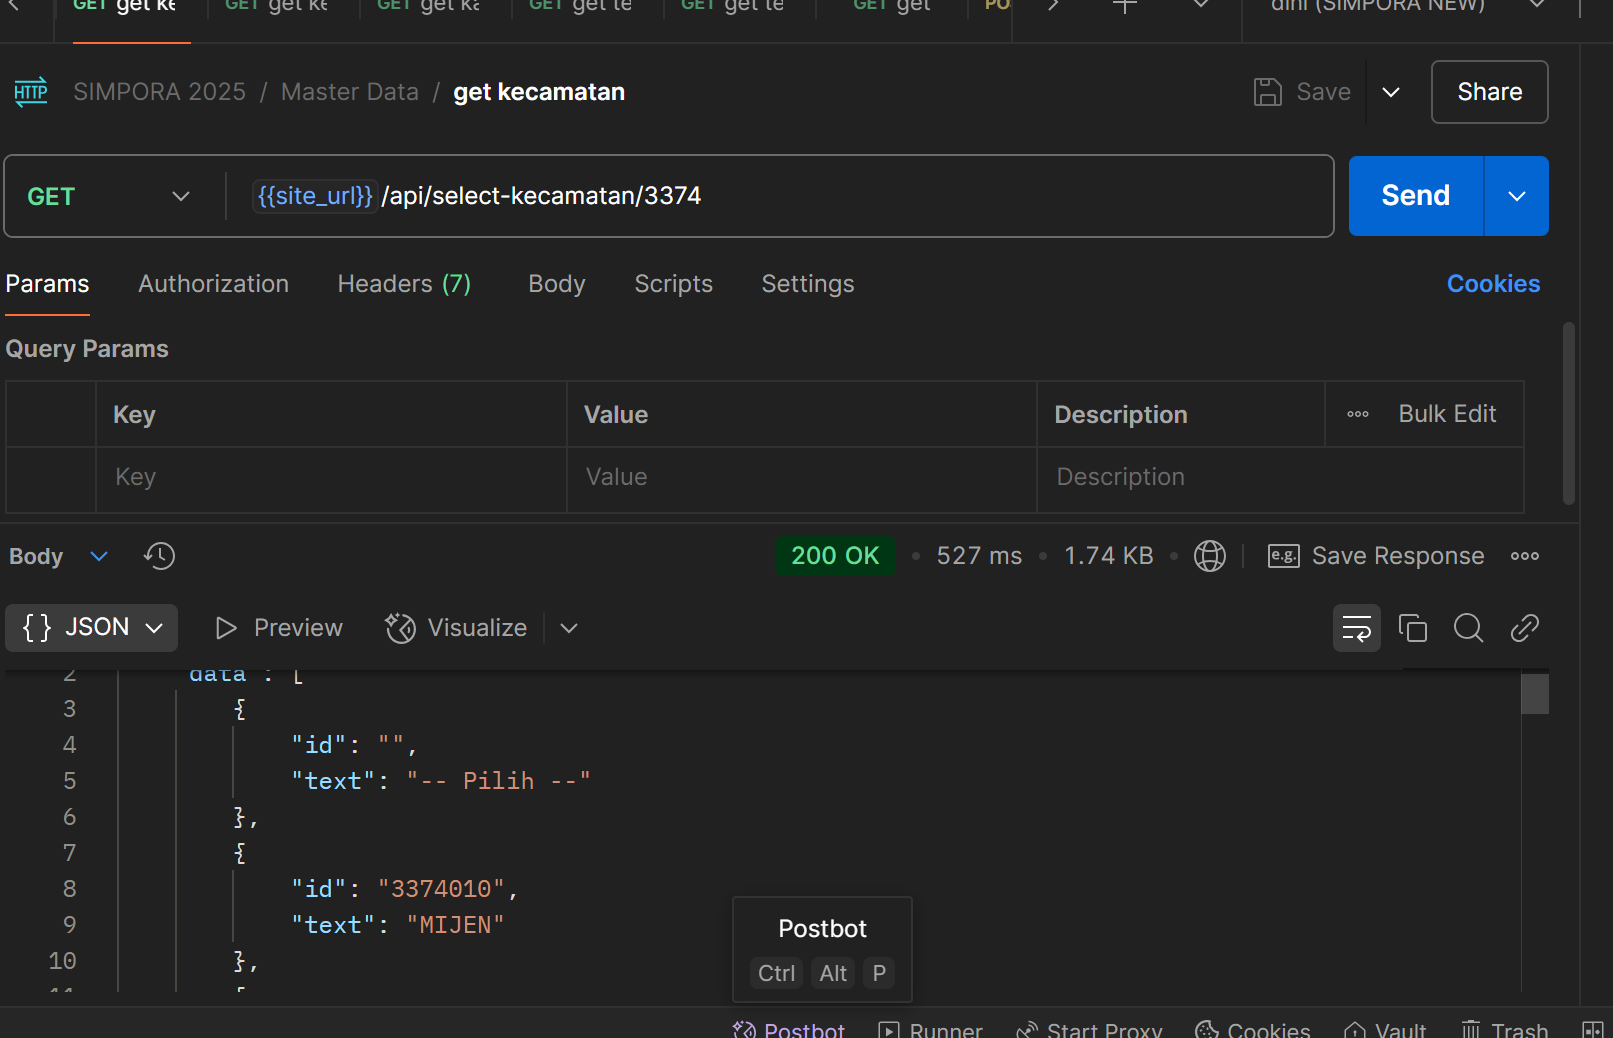 GET get ke GET get ke GET get ka GET get te GET get te GET get PO dini (SIMPORA NEW)
HTTP SIMPORA 2025 / Master Data / get kecamatan Save Share
GET {{site_url}}/api/select-kecamatan/3374 Send
Params Authorization Headers (7) Body Scripts Settings Cookies
Query Params
Key Value Description Bulk Edit
Key Value Description
Body 200 OK • 527 ms • 1.74 KB • e.g. Save Response
{ } JSON Preview Visualize
2 data : [
3 {
4 "id": "",
5 "text": "-- Pilih --"
6 },
7 {
8 "id": "3374010",
9 "text": "MIJEN"
10 },
11 {
Postbot
Ctrl Alt P
Postbot Runner Start Proxy Cookies Vault Trash